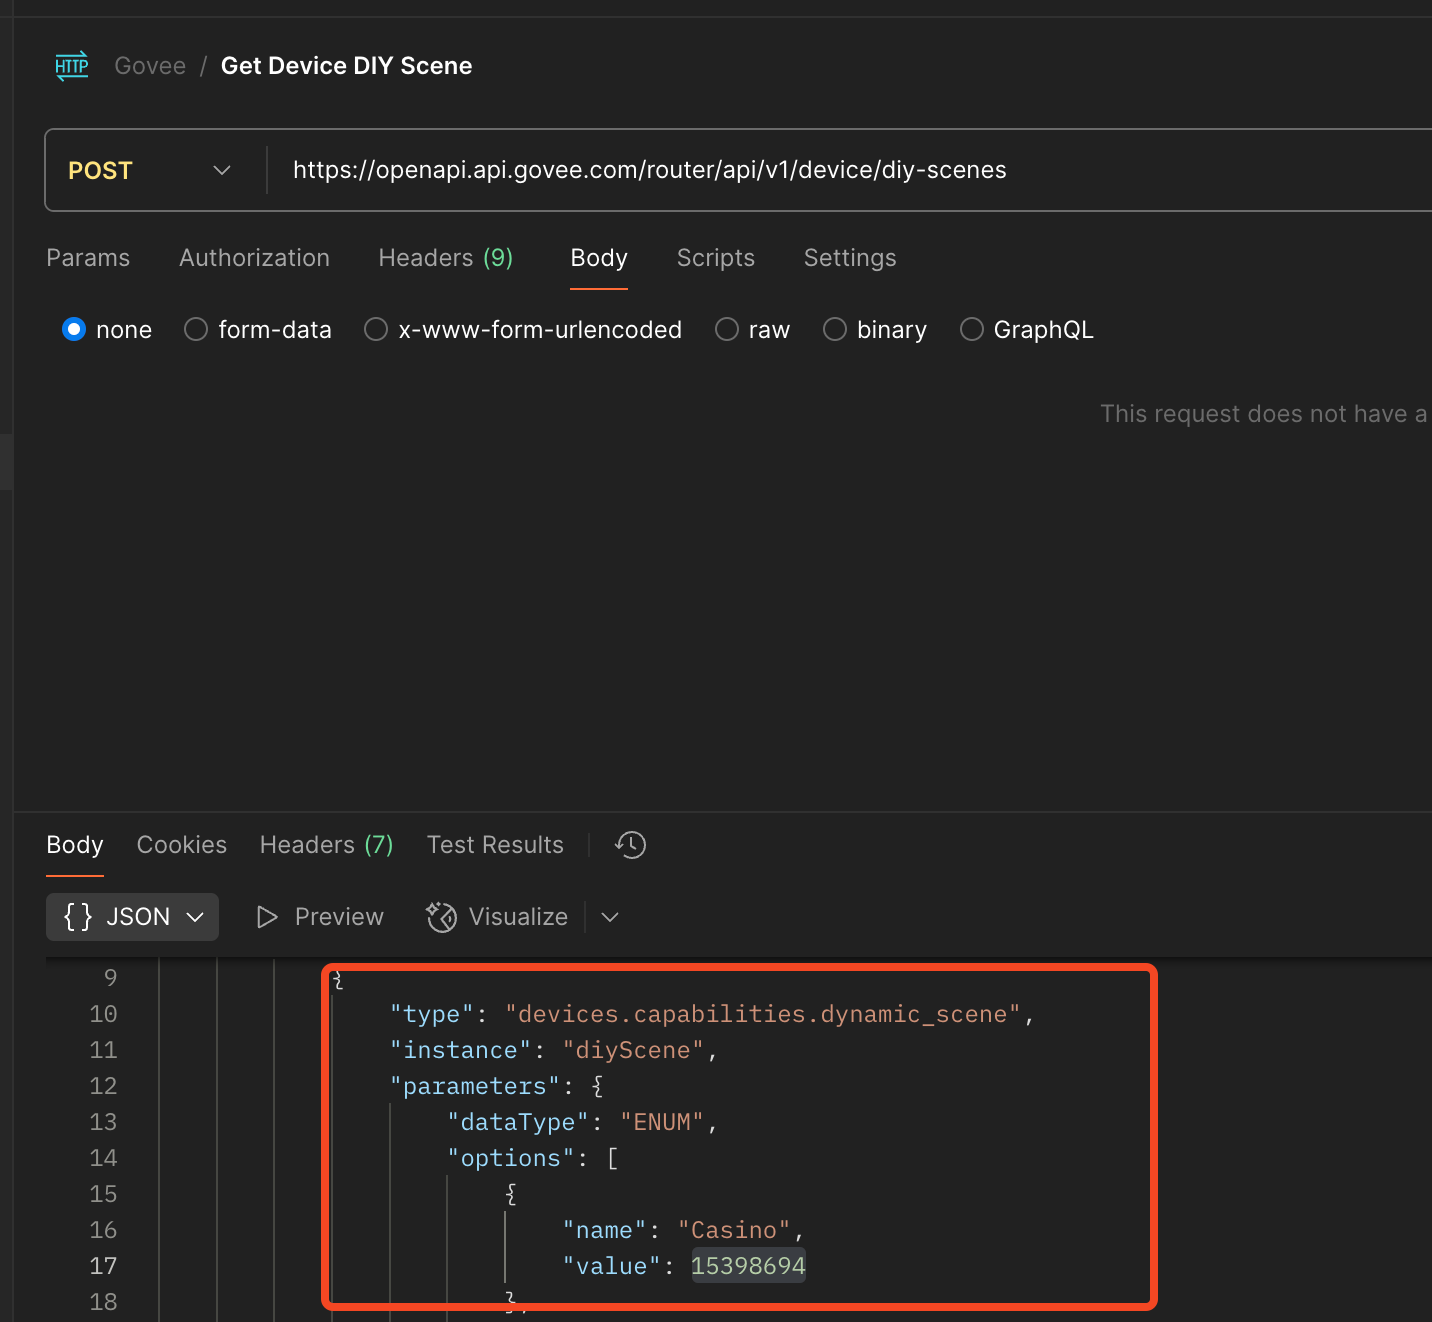 HTTP Govee / Get Device DIY Scene
POST https://openapi.api.govee.com/router/api/v1/device/diy-scenes
Params Authorization Headers (9) Body Scripts Settings
none form-data x-www-form-urlencoded raw binary GraphQL
This request does not have a
Body Cookies Headers (7) Test Results
{} JSON Preview Visualize
9 {
10 "type": "devices.capabilities.dynamic_scene",
11 "instance": "diyScene",
12 "parameters": {
13 "dataType": "ENUM",
14 "options": [
15 {
16 "name": "Casino",
17 "value": 15398694
18 },